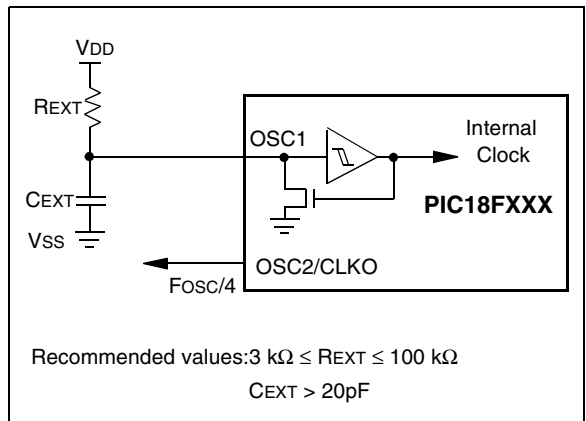 VDD
REXT
OSC1
Internal
Clock
CEXT
PIC18FXXX
VSS
OSC2/CLKO
FOSC/4
Recommended values:3 kΩ ≤ REXT ≤ 100 kΩ
CEXT > 20pF